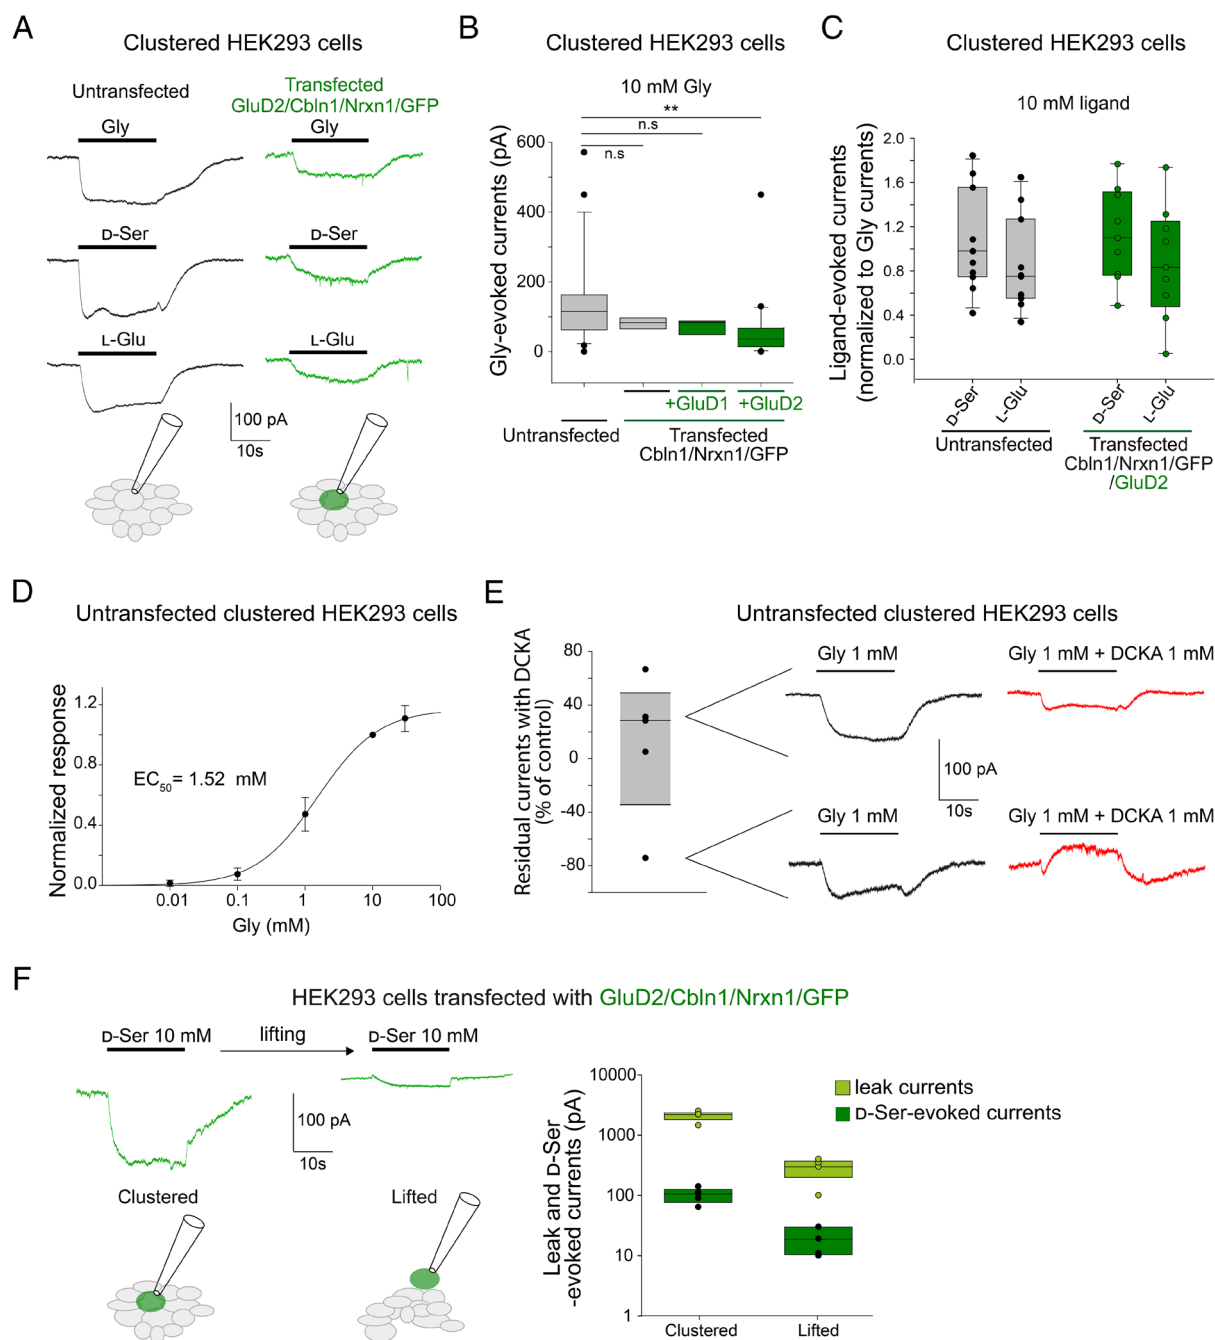 A
Clustered HEK293 cells
Untransfected
Transfected
GluD2/Cbln1/Nrxn1/GFP
Gly
Gly
D-Ser
D-Ser
L-Glu
L-Glu
100 pA
10s
B
Clustered HEK293 cells
10 mM Gly
**
n.s
n.s
Gly-evoked currents (pA)
600
400
200
0
+GluD1
+GluD2
Untransfected
Transfected
Cbln1/Nrxn1/GFP
C
Clustered HEK293 cells
10 mM ligand
Ligand-evoked currents
(normalized to Gly currents)
2.0
1.6
1.2
0.8
0.4
0.0
D-Ser
L-Glu
D-Ser
L-Glu
Untransfected
Transfected
Cbln1/Nrxn1/GFP
/GluD2
D
Untransfected clustered HEK293 cells
Normalized response
1.2
0.8
0.4
0.0
EC50= 1.52 mM
0.01
0.1
1
10
100
Gly (mM)
E
Untransfected clustered HEK293 cells
Residual currents with DCKA
(% of control)
80
40
0
-40
-80
Gly 1 mM
Gly 1 mM + DCKA 1 mM
100 pA
10s
Gly 1 mM
Gly 1 mM + DCKA 1 mM
F
HEK293 cells transfected with GluD2/Cbln1/Nrxn1/GFP
D-Ser 10 mM
lifting
D-Ser 10 mM
100 pA
10s
Clustered
Lifted
Leak and D-Ser
-evoked currents (pA)
10000
1000
100
10
1
leak currents
D-Ser-evoked currents
Clustered
Lifted